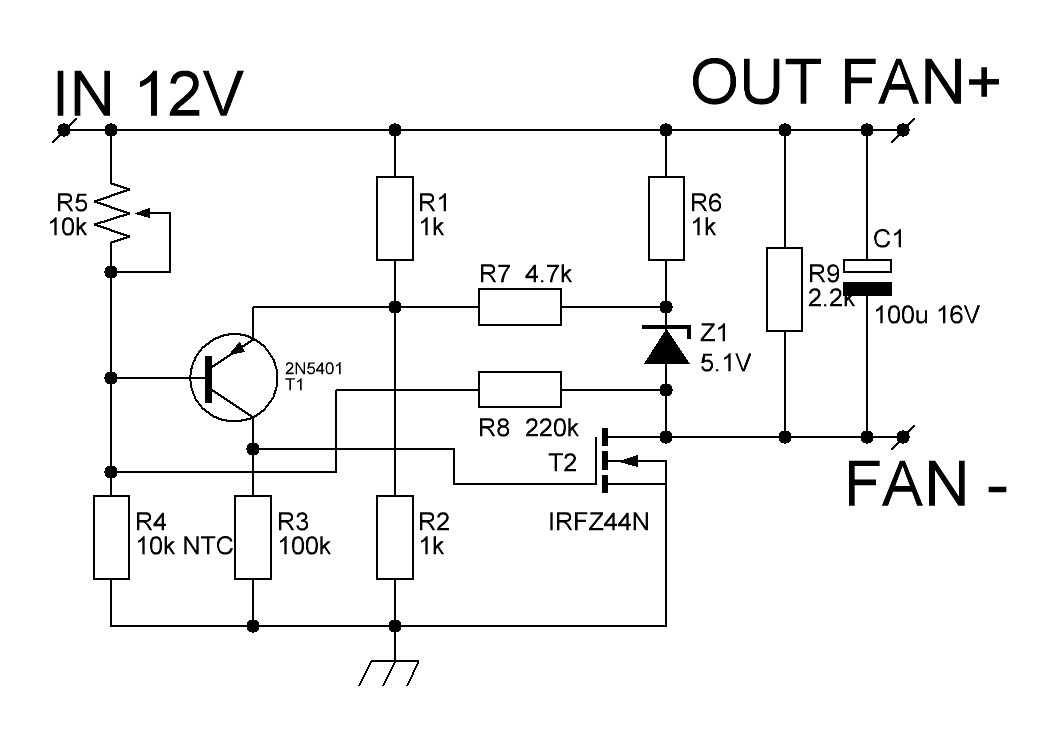 IN 12V
OUT FAN+
R5
10k
R1
1k
R6
1k
R9
2.2k
C1
100u 16V
R7 4.7k
Z1
5.1V
2N5401
T1
R8 220k
T2
IRFZ44N
FAN -
R4
10k NTC
R3
100k
R2
1k